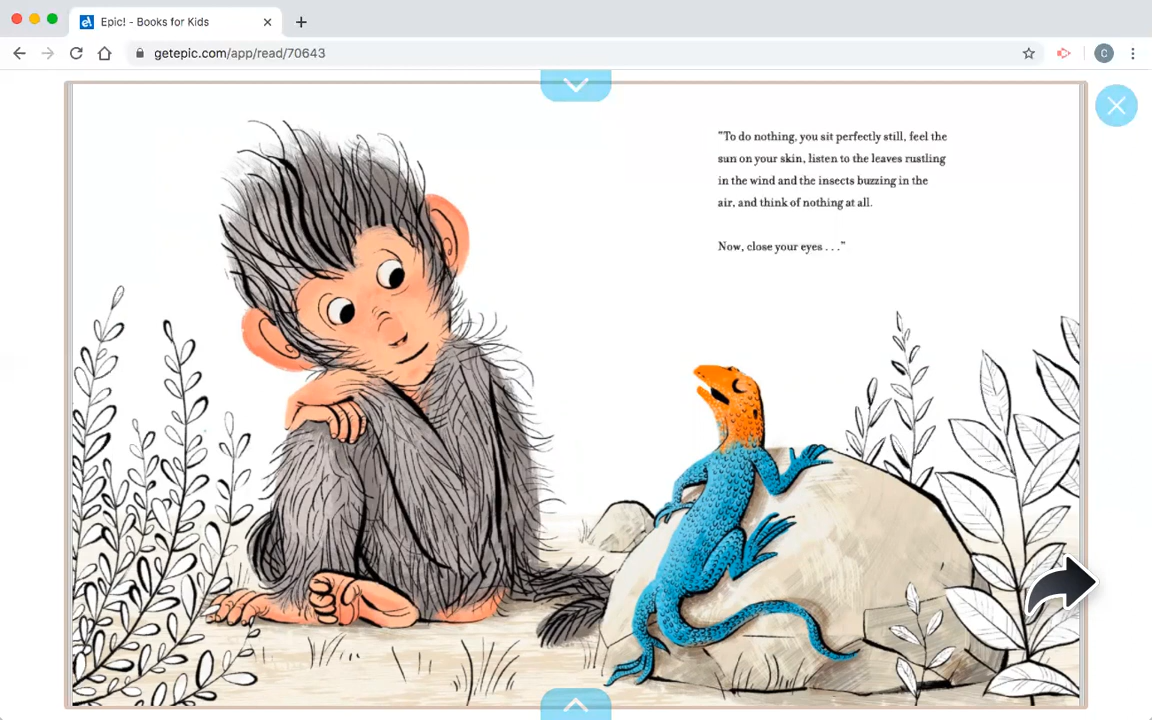 Epic! - Books for Kids
getepic.com/app/read/70643
C
"To do nothing, you sit perfectly still, feel the
sun on your skin, listen to the leaves rustling
in the wind and the insects buzzing in the
air, and think of nothing at all.
Now, close your eyes . . ."